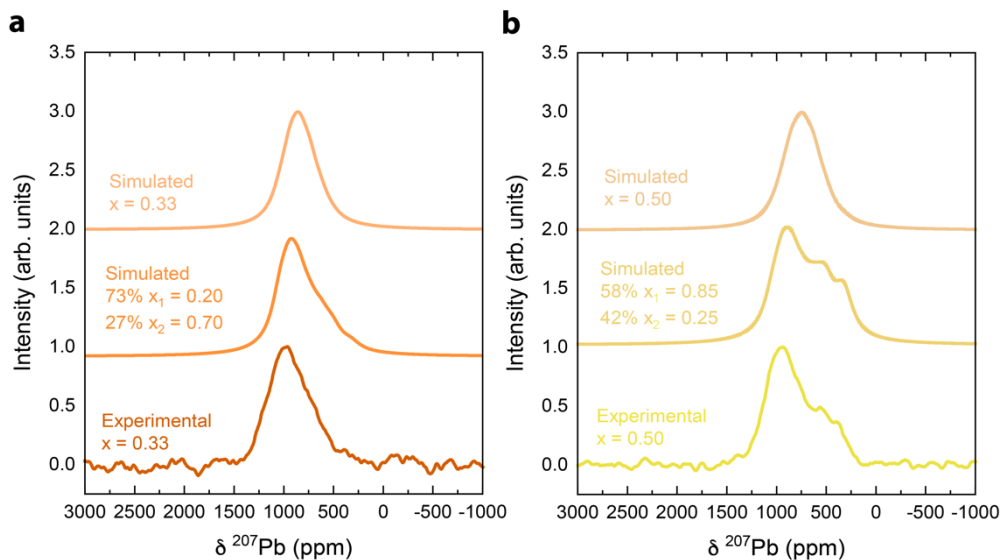 a
3.5
3.0
2.5
2.0
1.5
1.0
0.5
0.0
Intensity (arb. units)
Simulated
x = 0.33
Simulated
73% x₁ = 0.20
27% x₂ = 0.70
Experimental
x = 0.33
3000 2500 2000 1500 1000 500 0 -500 -1000
δ ²⁰⁷Pb (ppm)
b
3.5
3.0
2.5
2.0
1.5
1.0
0.5
0.0
Intensity (arb. units)
Simulated
x = 0.50
Simulated
58% x₁ = 0.85
42% x₂ = 0.25
Experimental
x = 0.50
3000 2500 2000 1500 1000 500 0 -500 -1000
δ ²⁰⁷Pb (ppm)